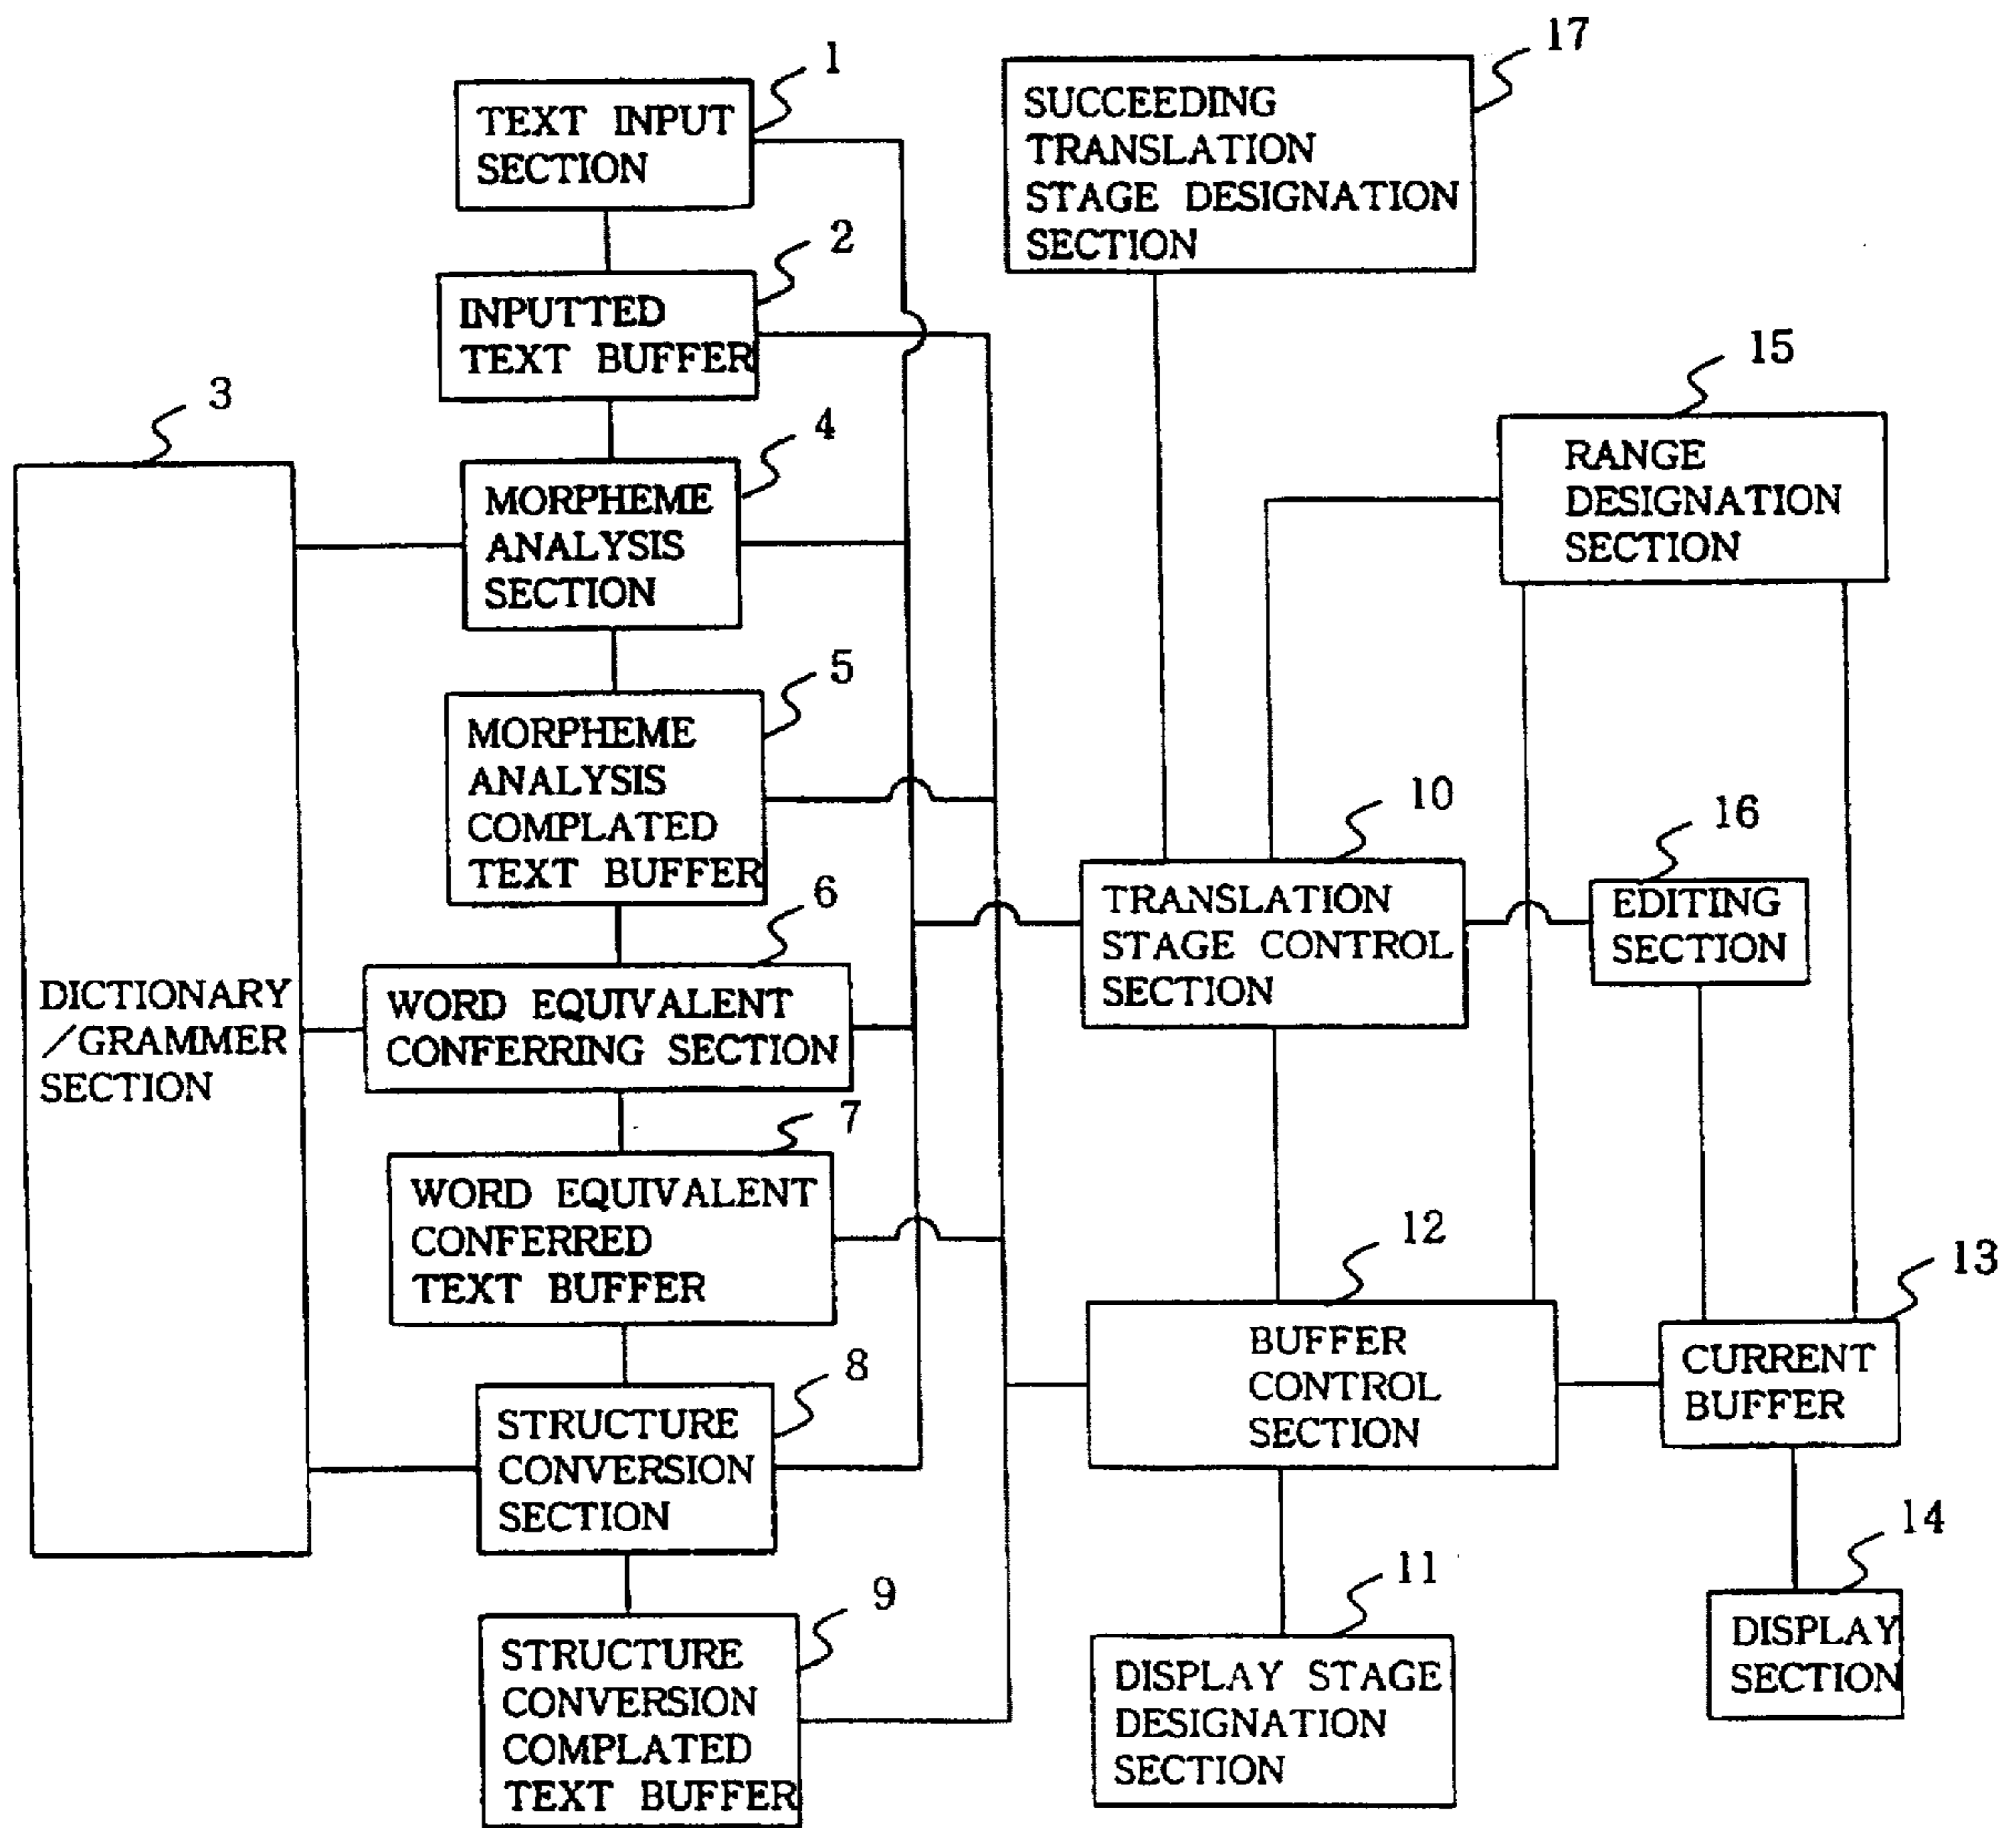 1
TEXT INPUT
SECTION
2
INPUTTED
TEXT BUFFER
3
DICTIONARY
/GRAMMER
SECTION
4
MORPHEME
ANALYSIS
SECTION
5
MORPHEME
ANALYSIS
COMPLATED
TEXT BUFFER
6
WORD EQUIVALENT
CONFERRING SECTION
7
WORD EQUIVALENT
CONFERRED
TEXT BUFFER
8
STRUCTURE
CONVERSION
SECTION
9
STRUCTURE
CONVERSION
COMPLATED
TEXT BUFFER
17
SUCCEEDING
TRANSLATION
STAGE DESIGNATION
SECTION
15
RANGE
DESIGNATION
SECTION
10
TRANSLATION
STAGE CONTROL
SECTION
16
EDITING
SECTION
12
BUFFER
CONTROL
SECTION
13
CURRENT
BUFFER
11
DISPLAY STAGE
DESIGNATION
SECTION
14
DISPLAY
SECTION